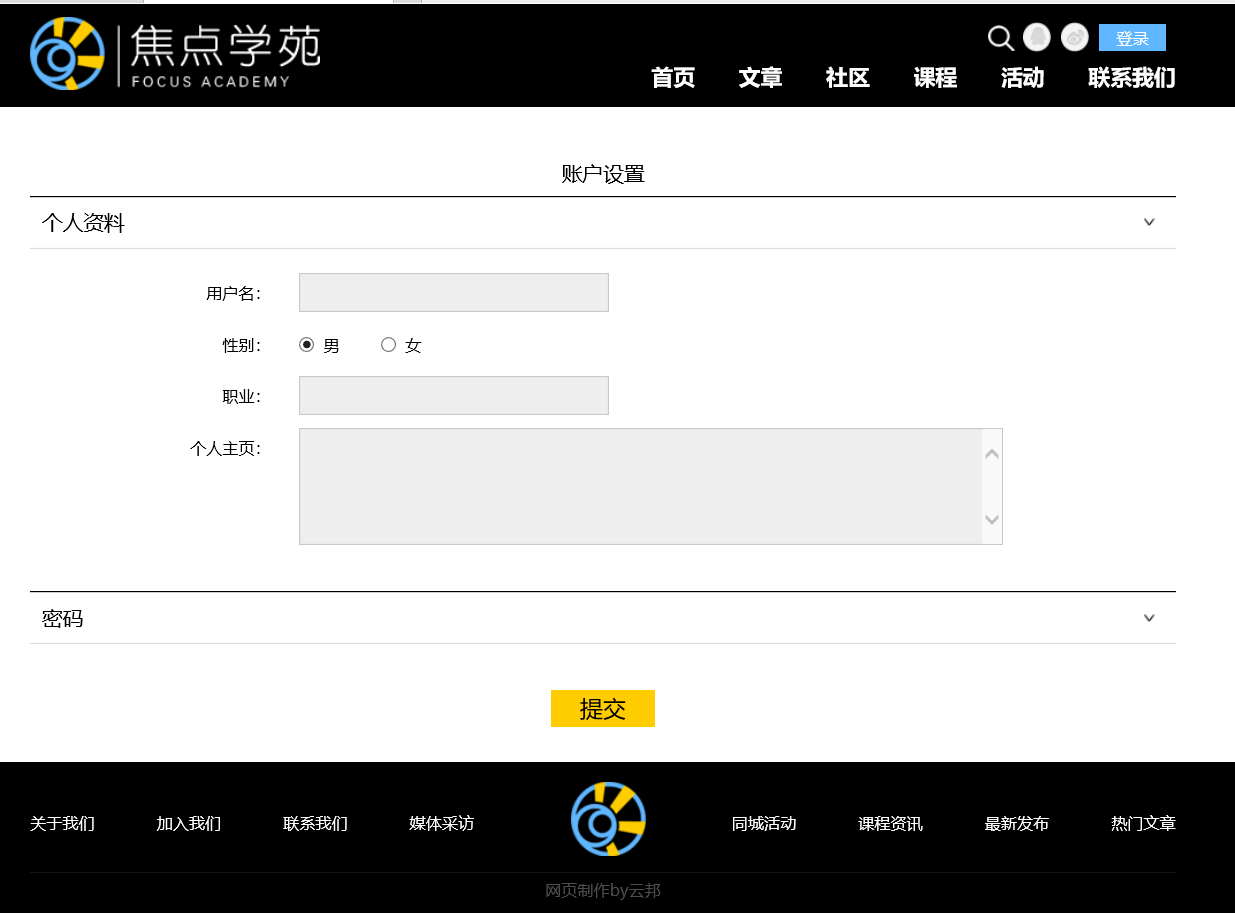 焦点学苑
FOCUS ACADEMY
登录
首页 文章 社区 课程 活动 联系我们
账户设置
个人资料
用户名：
性别： 男 女
职业：
个人主页：
密码
提交
关于我们 加入我们 联系我们 媒体采访 同城活动 课程资讯 最新发布 热门文章
网页制作by云邦